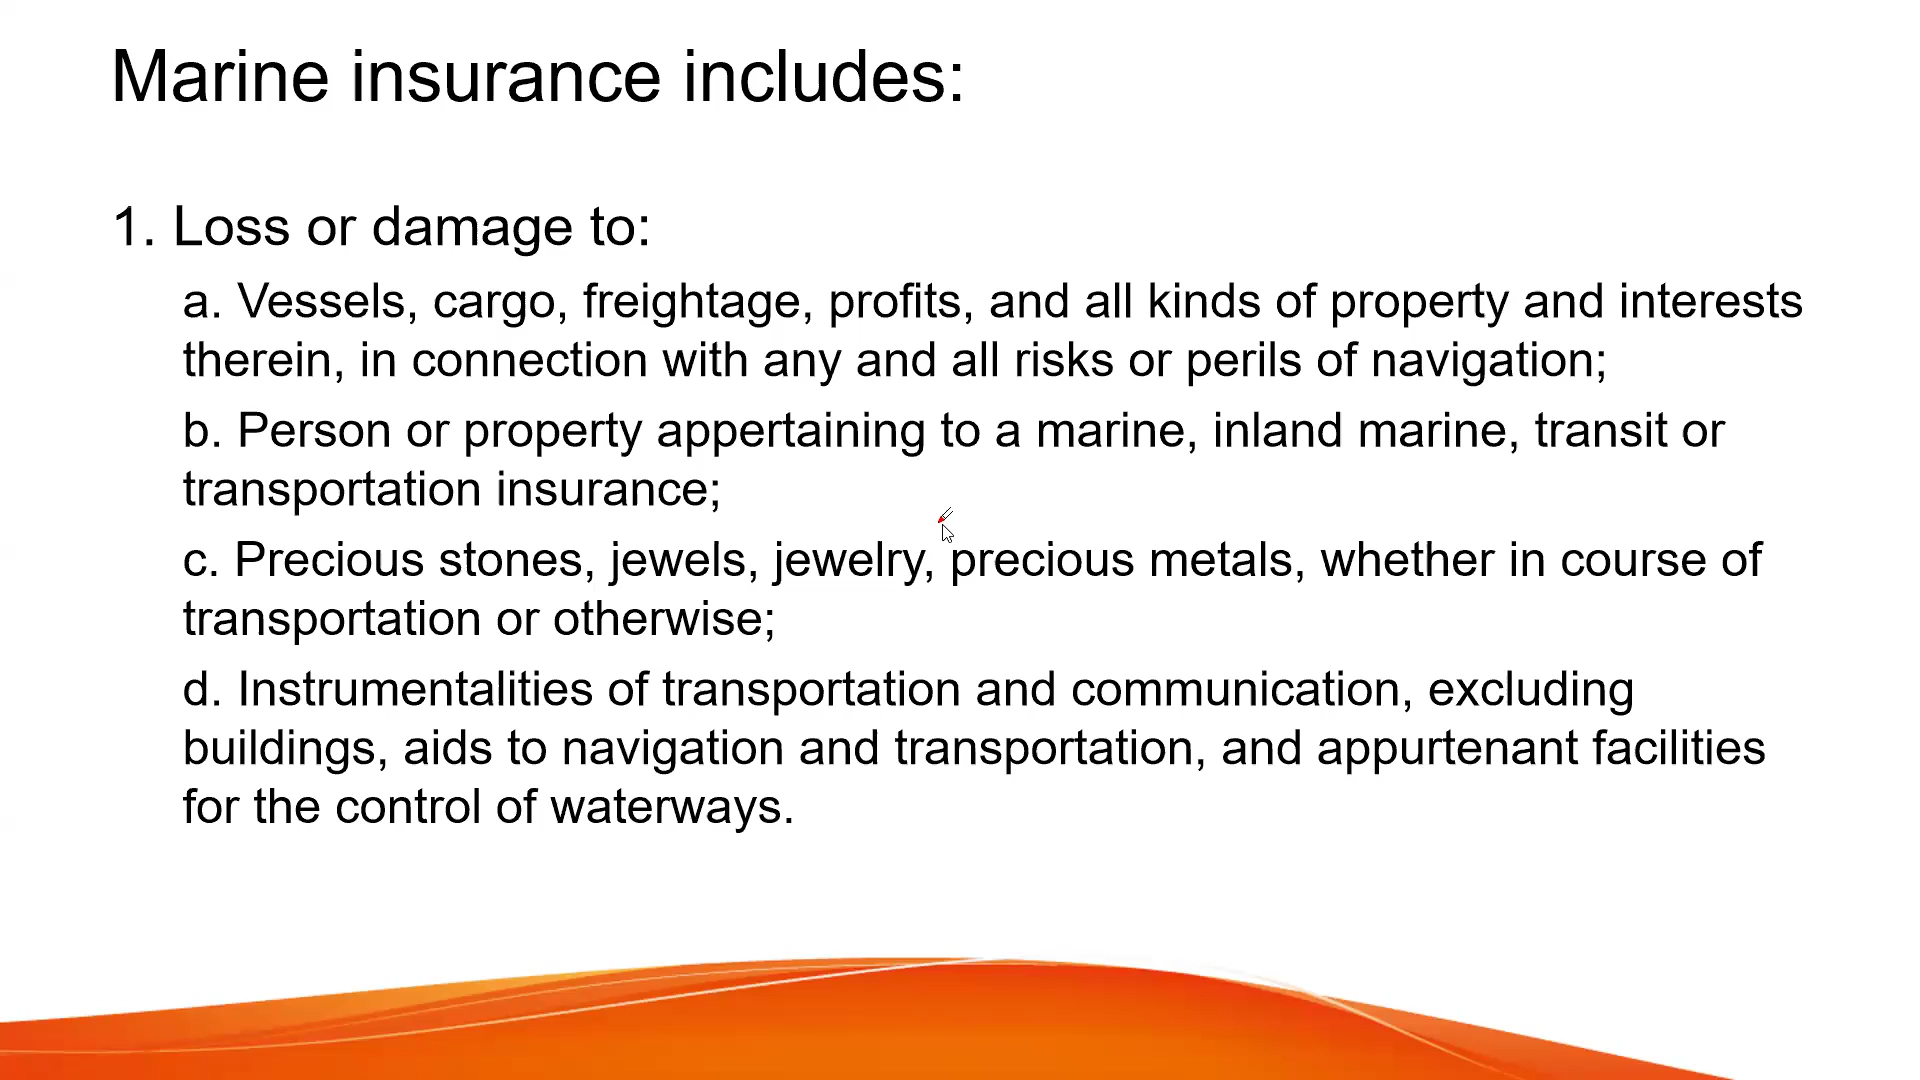 Marine insurance includes:
1. Loss or damage to:
a. Vessels, cargo, freightage, profits, and all kinds of property and interests
therein, in connection with any and all risks or perils of navigation;
b. Person or property appertaining to a marine, inland marine, transit or
transportation insurance;
c. Precious stones, jewels, jewelry, precious metals, whether in course of
transportation or otherwise;
d. Instrumentalities of transportation and communication, excluding
buildings, aids to navigation and transportation, and appurtenant facilities
for the control of waterways.